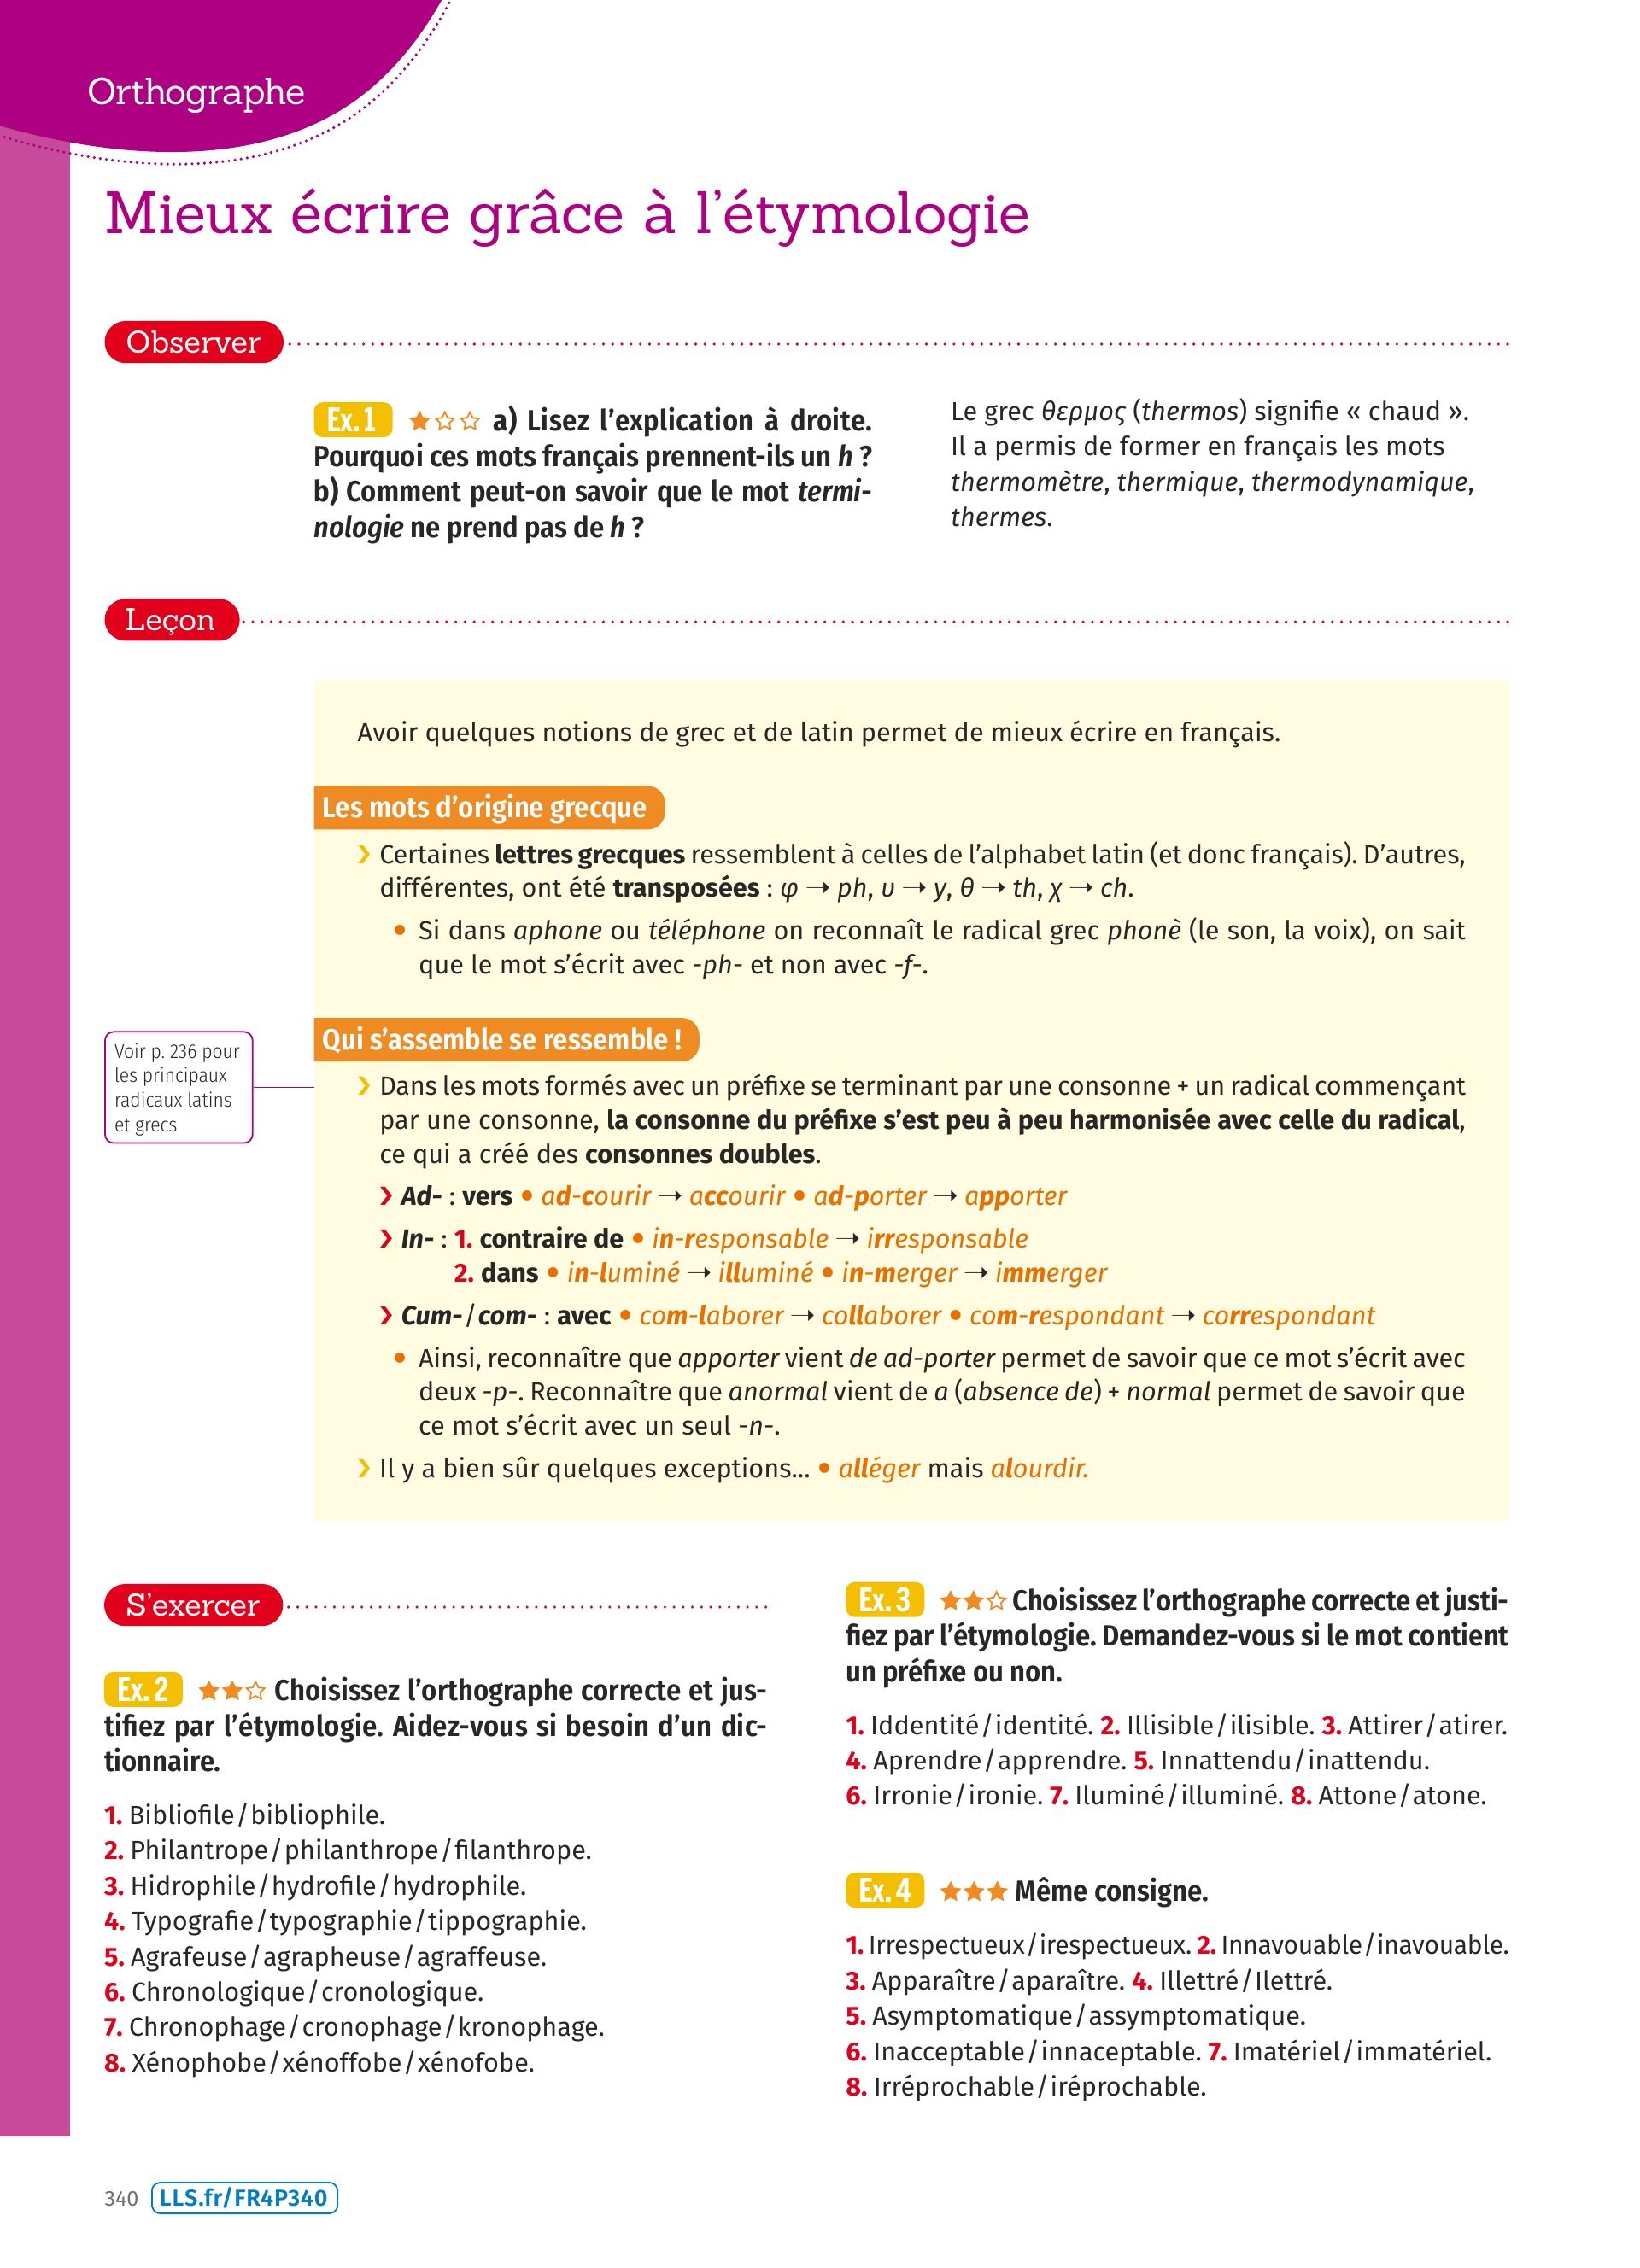 Orthographe
Mieux écrire grâce à l’étymologie
Observer
Ex. 1 ★☆☆ a) Lisez l’explication à droite.
Pourquoi ces mots français prennent-ils un h ?
b) Comment peut-on savoir que le mot termi-
nologie ne prend pas de h ?
Le grec θερμος (thermos) signifie « chaud ».
Il a permis de former en français les mots
thermomètre, thermique, thermodynamique,
thermes.
Leçon
Avoir quelques notions de grec et de latin permet de mieux écrire en français.
Les mots d’origine grecque
› Certaines lettres grecques ressemblent à celles de l’alphabet latin (et donc français). D’autres,
différentes, ont été transposées : φ → ph, υ → y, θ → th, χ → ch.
• Si dans aphone ou téléphone on reconnaît le radical grec phonè (le son, la voix), on sait
que le mot s’écrit avec -ph- et non avec -f-.
Qui s’assemble se ressemble !
Voir p. 236 pour
les principaux
radicaux latins
et grecs
› Dans les mots formés avec un préfixe se terminant par une consonne + un radical commençant
par une consonne, la consonne du préfixe s’est peu à peu harmonisée avec celle du radical,
ce qui a créé des consonnes doubles.
› Ad- : vers • ad-courir → accourir • ad-porter → apporter
› In- : 1. contraire de • in-responsable → irresponsable
2. dans • in-luminé → illuminé • in-merger → immerger
› Cum-/com- : avec • com-laborer → collaborer • com-respondant → correspondant
• Ainsi, reconnaître que apporter vient de ad-porter permet de savoir que ce mot s’écrit avec
deux -p-. Reconnaître que anormal vient de a (absence de) + normal permet de savoir que
ce mot s’écrit avec un seul -n-.
› Il y a bien sûr quelques exceptions... • alléger mais alourdir.
S’exercer
Ex. 2 ★★☆ Choisissez l’orthographe correcte et jus-
tifiez par l’étymologie. Aidez-vous si besoin d’un dic-
tionnaire.
1. Bibliofile/bibliophile.
2. Philantrope/philanthrope/filanthrope.
3. Hidrophile/hydrofile/hydrophile.
4. Typografie/typographie/tippographie.
5. Agrafeuse/agrapheuse/agraffeuse.
6. Chronologique/cronologique.
7. Chronophage/cronophage/kronophage.
8. Xénophobe/xénoffobe/xénofobe.
Ex. 3 ★★☆ Choisissez l’orthographe correcte et justi-
fiez par l’étymologie. Demandez-vous si le mot contient
un préfixe ou non.
1. Iddentité/identité. 2. Illisible/ilisible. 3. Attirer/atirer.
4. Aprendre/apprendre. 5. Innattendu/inattendu.
6. Irronie/ironie. 7. Iluminé/illuminé. 8. Attone/atone.
Ex. 4 ★★★ Même consigne.
1. Irrespectueux/irespectueux. 2. Innavouable/inavouable.
3. Apparaître/aparaître. 4. Illettré/Ilettré.
5. Asymptomatique/assymptomatique.
6. Inacceptable/innaceptable. 7. Imatériel/immatériel.
8. Irréprochable/iréprochable.
340 LLS.fr/FR4P340